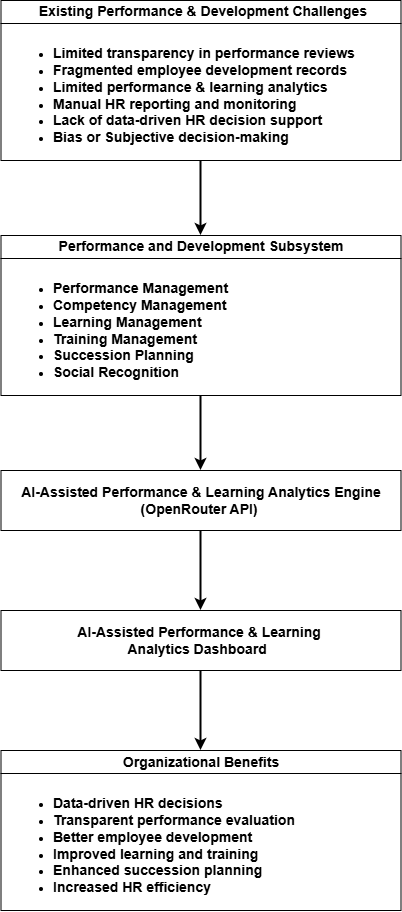 Existing Performance & Development Challenges
• Limited transparency in performance reviews
• Fragmented employee development records
• Limited performance & learning analytics
• Manual HR reporting and monitoring
• Lack of data-driven HR decision support
• Bias or Subjective decision-making
Performance and Development Subsystem
• Performance Management
• Competency Management
• Learning Management
• Training Management
• Succession Planning
• Social Recognition
AI-Assisted Performance & Learning Analytics Engine
(OpenRouter API)
AI-Assisted Performance & Learning
Analytics Dashboard
Organizational Benefits
• Data-driven HR decisions
• Transparent performance evaluation
• Better employee development
• Improved learning and training
• Enhanced succession planning
• Increased HR efficiency